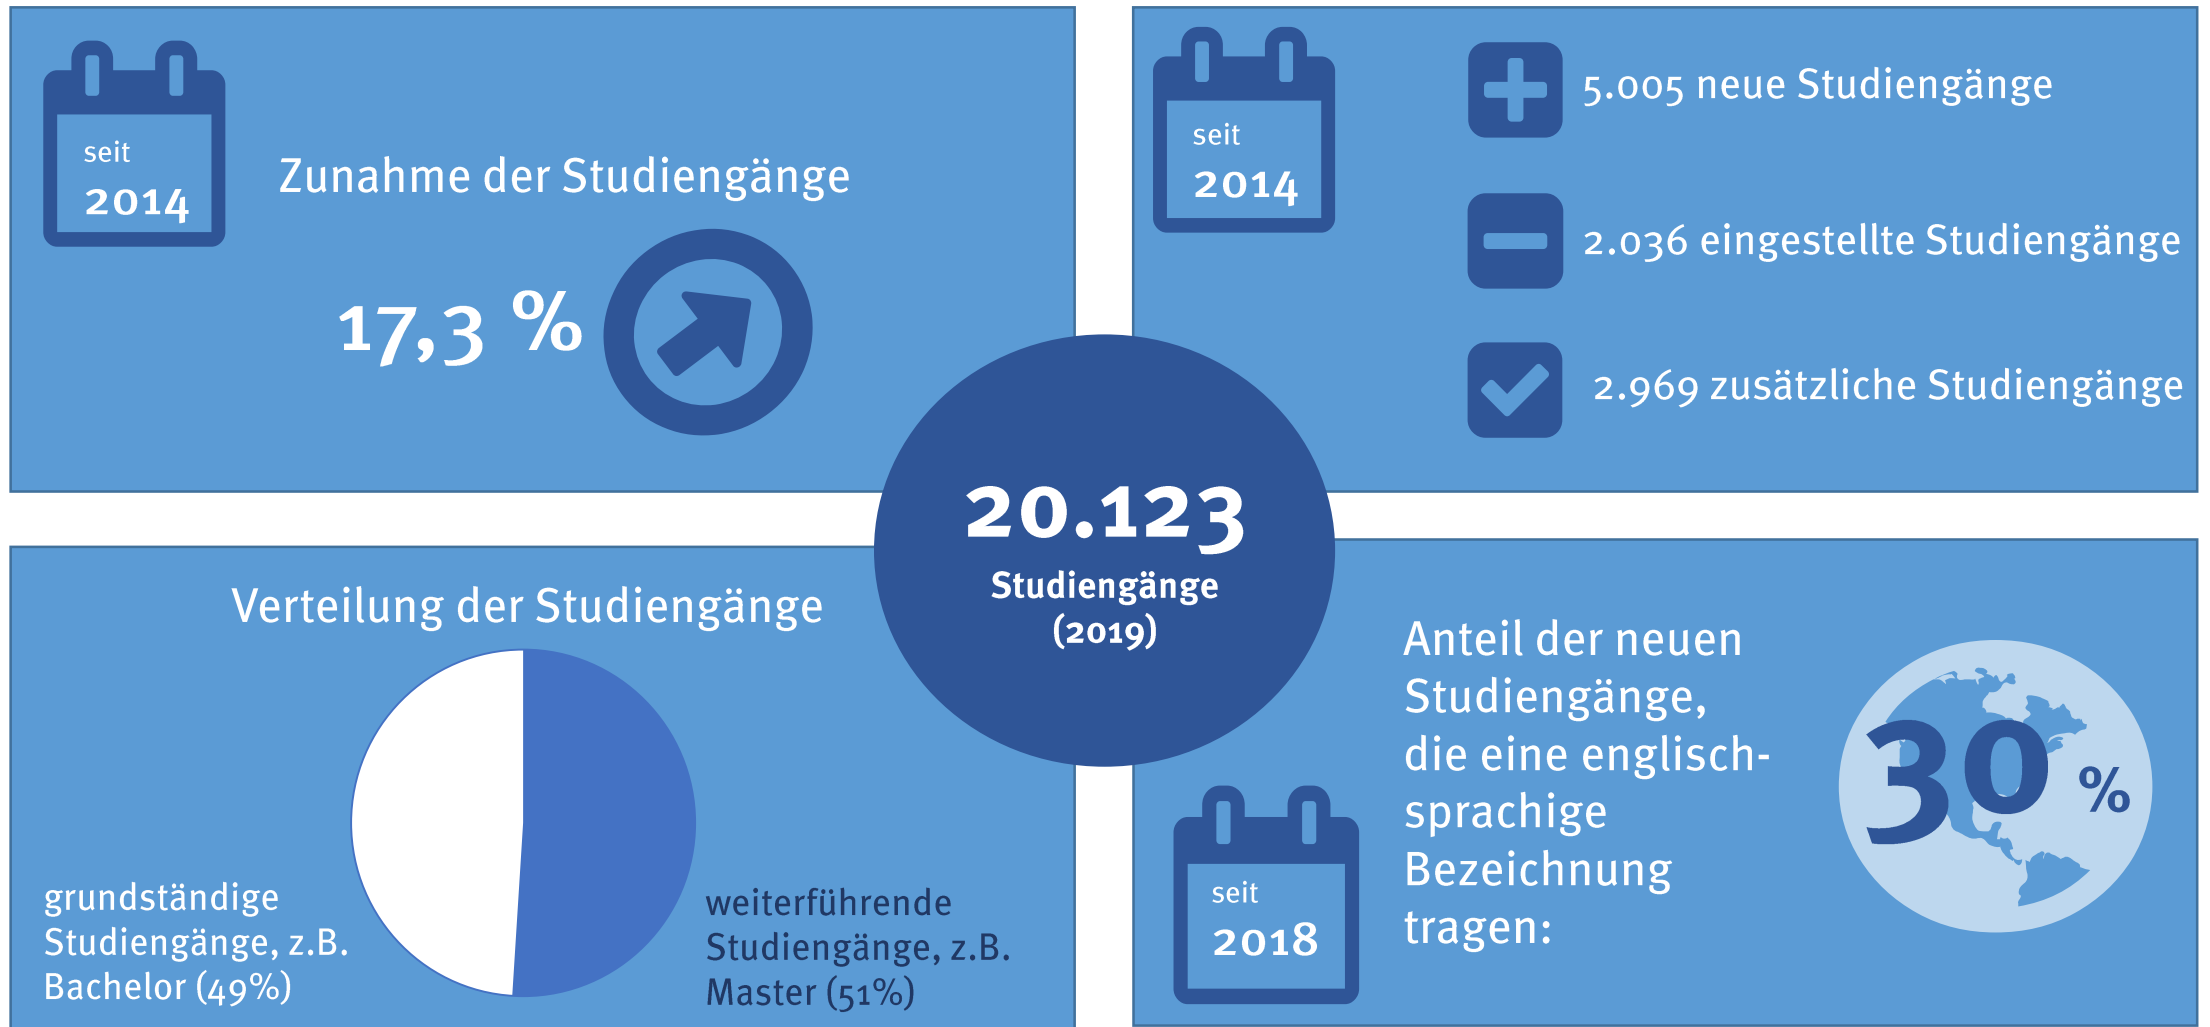 seit
2014
Zunahme der Studiengänge
17,3 %
seit
2014
5.005 neue Studiengänge
2.036 eingestellte Studiengänge
2.969 zusätzliche Studiengänge
20.123
Studiengänge
(2019)
Verteilung der Studiengänge
grundständige
Studiengänge, z.B.
Bachelor (49%)
weiterführende
Studiengänge, z.B.
Master (51%)
seit
2018
Anteil der neuen
Studiengänge,
die eine englisch-
sprachige
Bezeichnung
tragen:
30 %